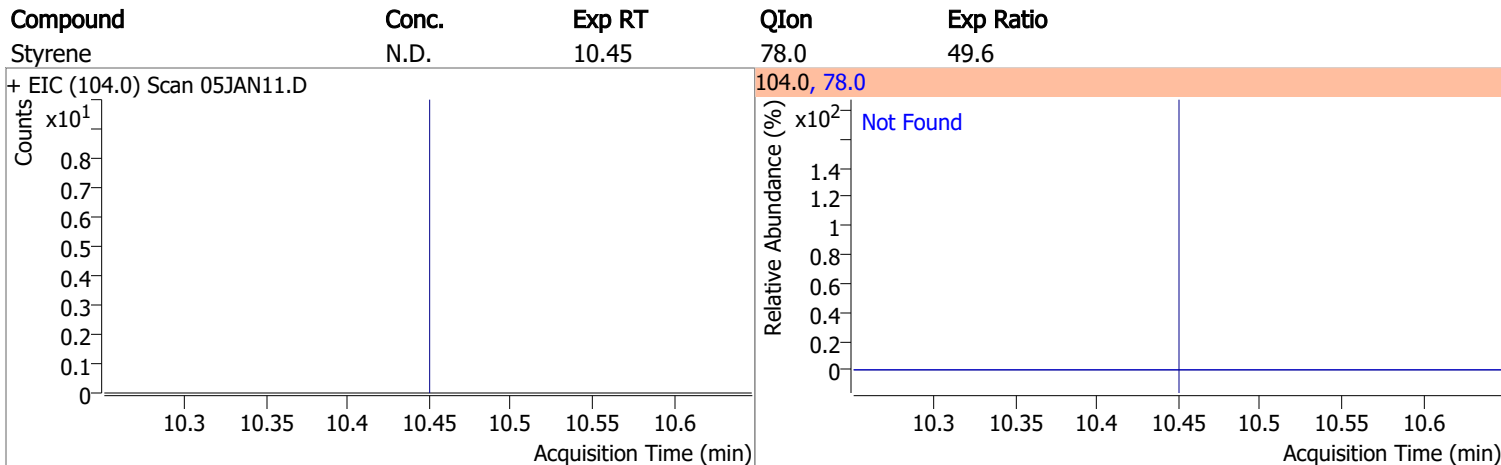 Compound Conc. Exp RT QIon Exp Ratio
Styrene N.D. 10.45 78.0 49.6
+ EIC (104.0) Scan 05JAN11.D
Counts
x10¹
0.8
0.7
0.6
0.5
0.4
0.3
0.2
0.1
0
10.3 10.35 10.4 10.45 10.5 10.55 10.6
Acquisition Time (min)
104.0, 78.0
Relative Abundance (%)
x10²
Not Found
1.4
1.2
1
0.8
0.6
0.4
0.2
0
10.3 10.35 10.4 10.45 10.5 10.55 10.6
Acquisition Time (min)